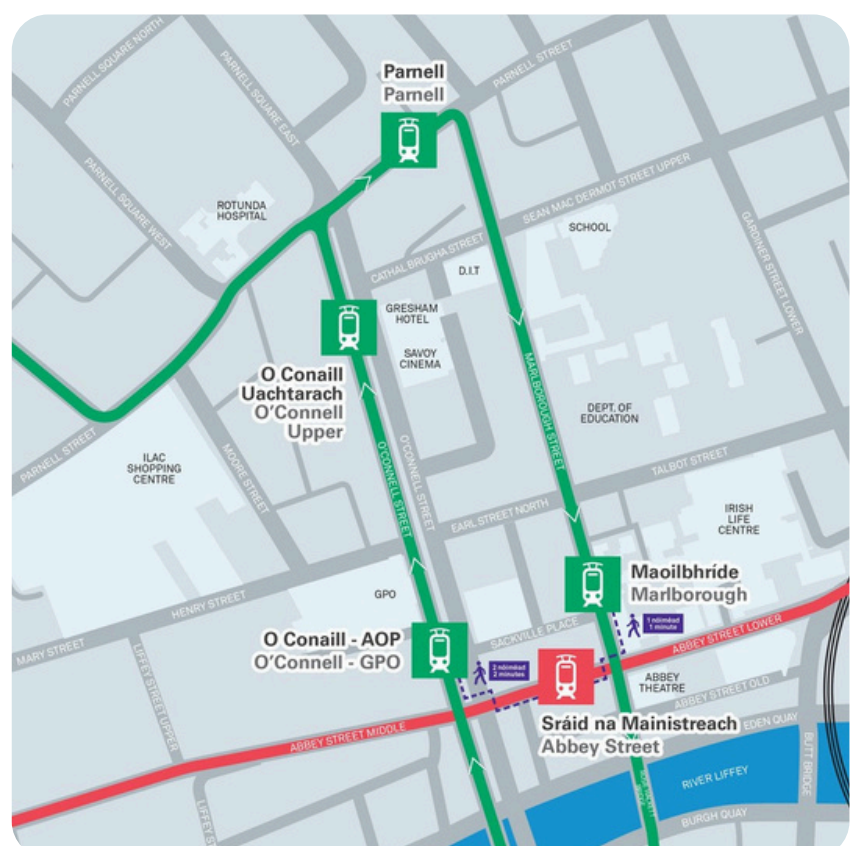 PARNELL SQUARE NORTH
PARNELL SQUARE EAST
Parnell
Parnell
PARNELL STREET
PARNELL SQUARE WEST
ROTUNDA
HOSPITAL
SEAN MAC DERMOT STREET UPPER
SCHOOL
GARDINER STREET LOWER
CATHAL BRUGHA STREET
D.I.T
GRESHAM
HOTEL
SAVOY
CINEMA
O Conaill
Uachtarach
O'Connell
Upper
MARLBOROUGH STREET
DEPT. OF
EDUCATION
PARNELL STREET
ILAC
SHOPPING
CENTRE
MOORE STREET
O'CONNELL STREET
O'CONNELL STREET
TALBOT STREET
EARL STREET NORTH
IRISH
LIFE
CENTRE
GPO
HENRY STREET
Maoilbhríde
Marlborough
1 nóiméad
1 minute
MARY STREET
LIFFEY STREET UPPER
O Conaill - AOP
O'Connell - GPO
SACKVILLE PLACE
2 nóiméad
2 minutes
ABBEY STREET LOWER
ABBEY
THEATRE
ABBEY STREET OLD
Sráid na Mainistreach
Abbey Street
EDEN QUAY
ABBEY STREET MIDDLE
LIFFEY S
RIVER LIFFEY
BUTT BRIDGE
BURGH QUAY